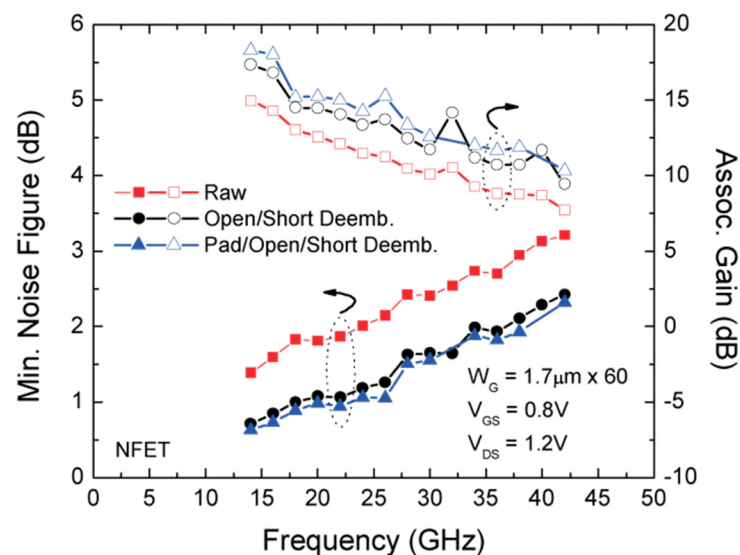 Min. Noise Figure (dB)
6
5
4
3
2
1
0
20
15
10
5
0
-5
-10
Assoc. Gain (dB)
Raw
Open/Short Deemb.
Pad/Open/Short Deemb.
W_G = 1.7μm x 60
V_GS = 0.8V
V_DS = 1.2V
NFET
0 5 10 15 20 25 30 35 40 45 50
Frequency (GHz)